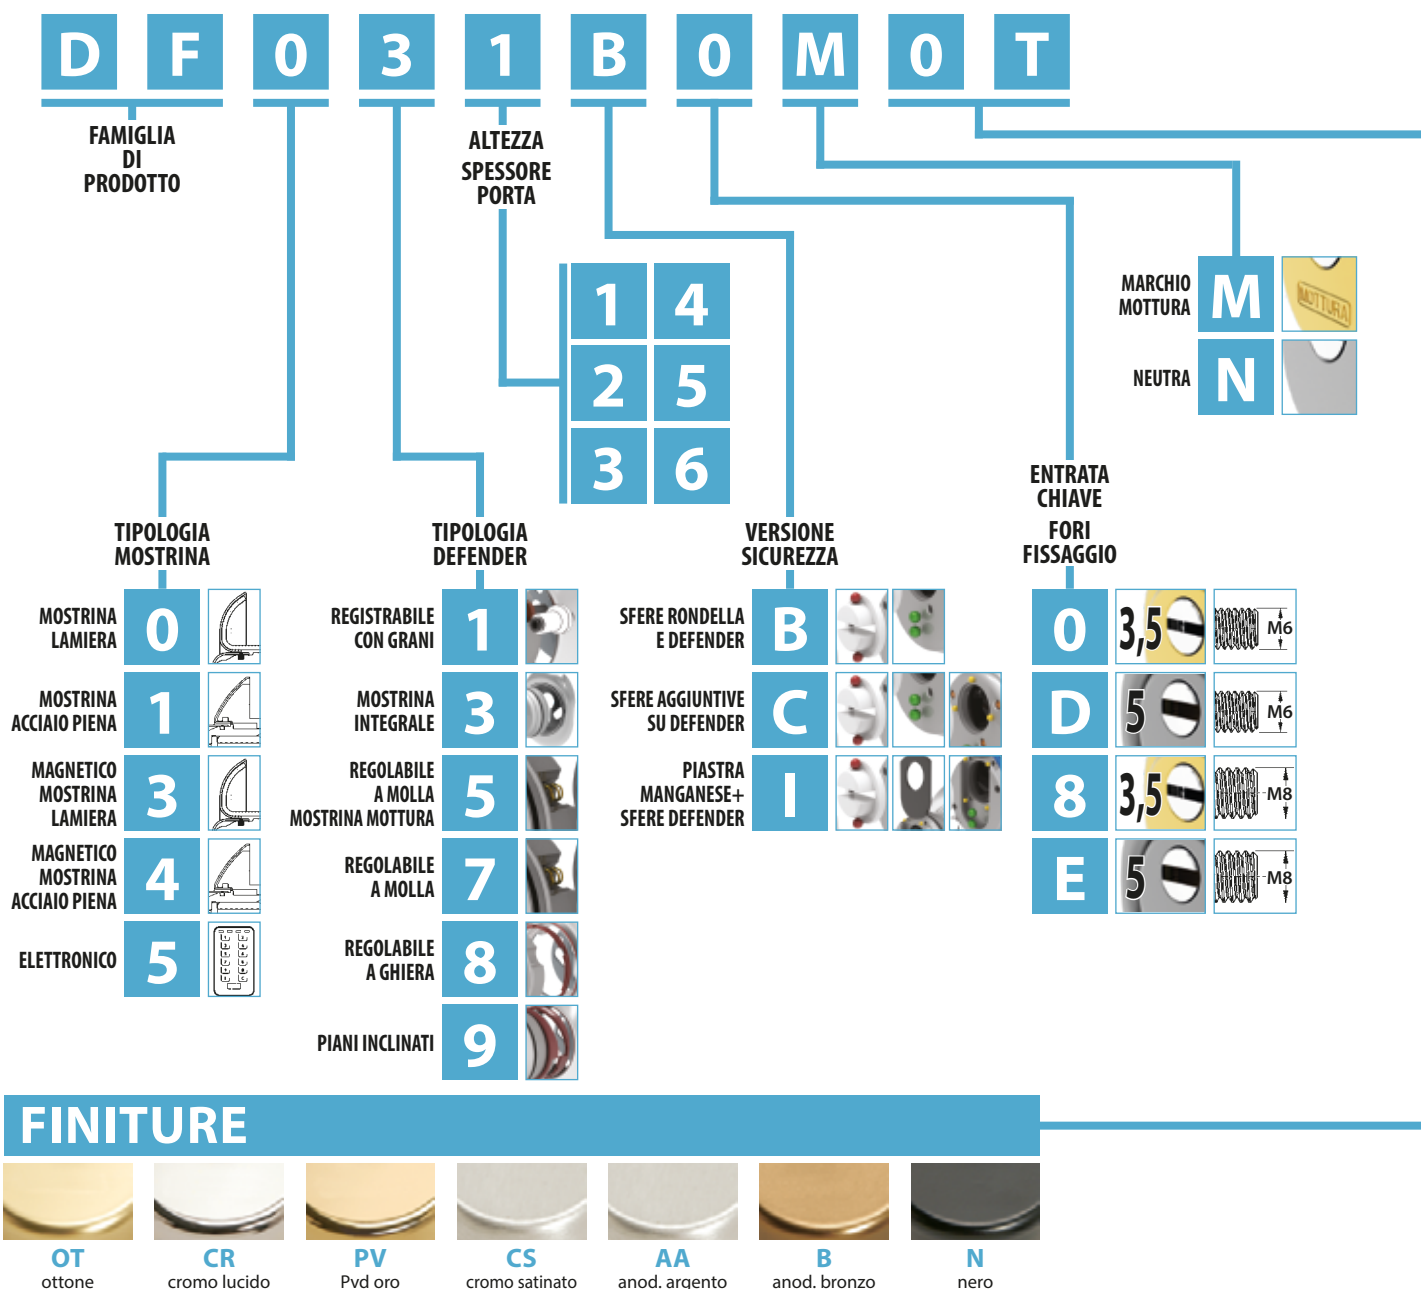 D F 0 3 1 B 0 M 0 T
FAMIGLIA
DI
PRODOTTO
ALTEZZA
SPESSORE
PORTA
1 4
2 5
3 6
MARCHIO
MOTTURA
M
MOTTURA
NEUTRA
N
TIPOLOGIA
MOSTRINA
MOSTRINA
LAMIERA
0
MOSTRINA
ACCIAIO PIENA
1
MAGNETICO
MOSTRINA
LAMIERA
3
MAGNETICO
MOSTRINA
ACCIAIO PIENA
4
ELETTRONICO
5
TIPOLOGIA
DEFENDER
REGISTRABILE
CON GRANI
1
MOSTRINA
INTEGRALE
3
REGOLABILE
A MOLLA
MOSTRINA MOTTURA
5
REGOLABILE
A MOLLA
7
REGOLABILE
A GHIERA
8
PIANI INCLINATI
9
VERSIONE
SICUREZZA
SFERE RONDELLA
E DEFENDER
B
SFERE AGGIUNTIVE
SU DEFENDER
C
PIASTRA
MANGANESE+
SFERE DEFENDER
I
ENTRATA
CHIAVE
FORI
FISSAGGIO
0 3,5 M6
D 5 M6
8 3,5 M8
E 5 M8
FINITURE
OT
ottone
CR
cromo lucido
PV
Pvd oro
CS
cromo satinato
AA
anod. argento
B
anod. bronzo
N
nero